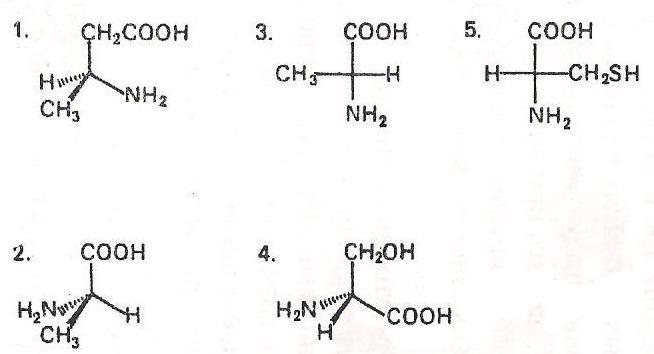 1. CH₂COOH
H
NH₂
CH₃
3. COOH
CH₃ H
NH₂
5. COOH
H CH₂SH
NH₂
2. COOH
H₂N
H
CH₃
4. CH₂OH
H₂N
COOH
H